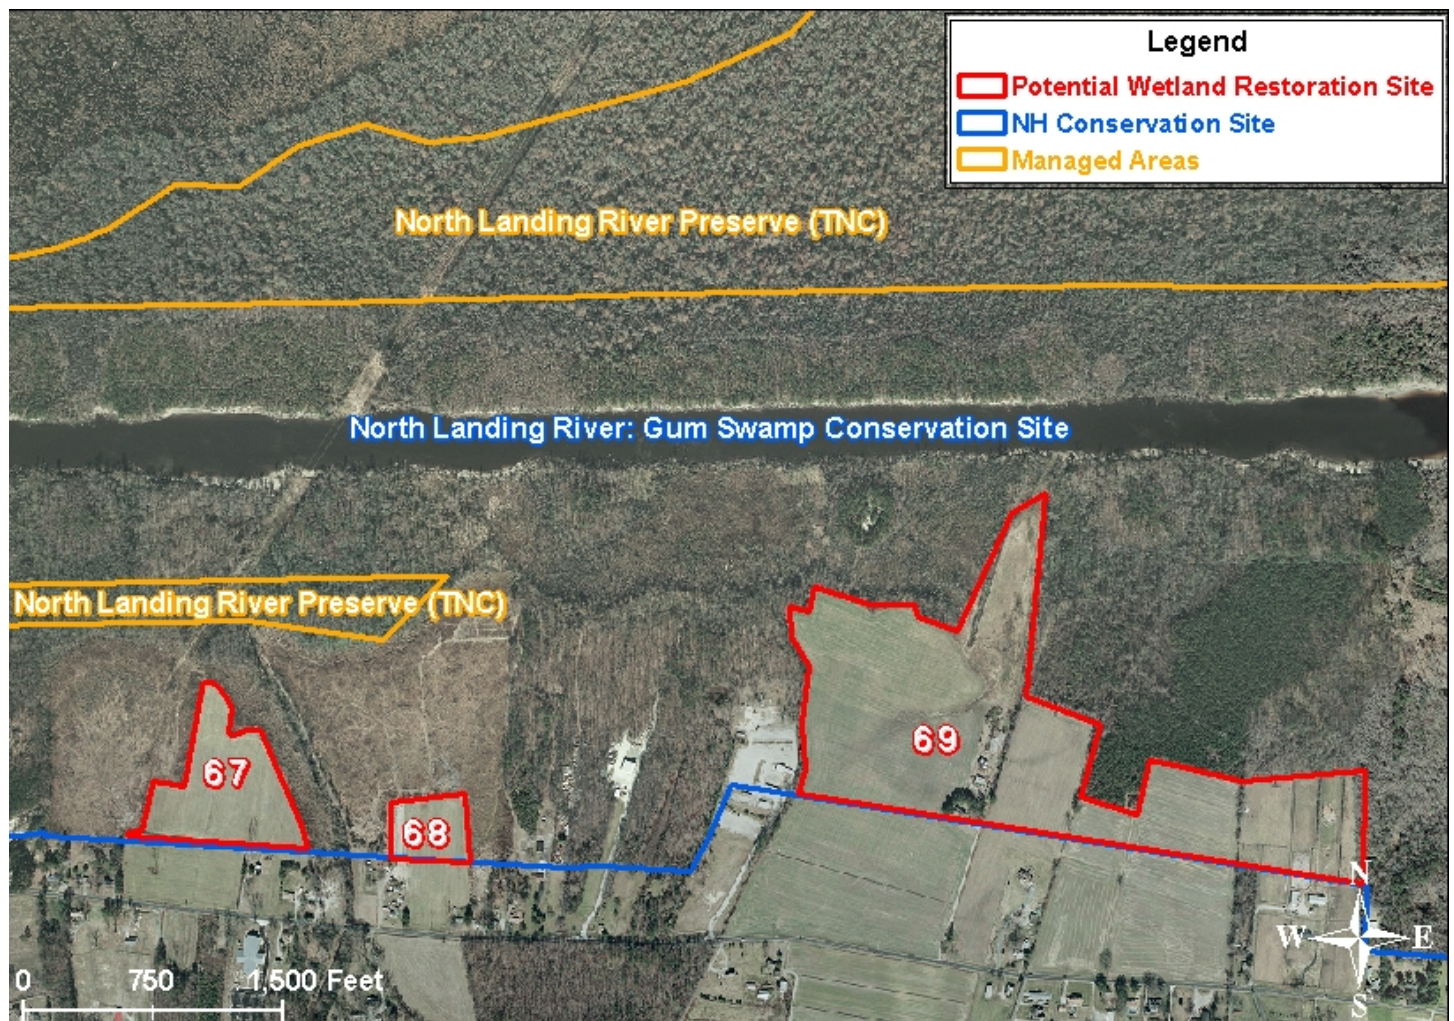 Legend
Potential Wetland Restoration Site
NH Conservation Site
Managed Areas
North Landing River Preserve (TNC)
North Landing River: Gum Swamp Conservation Site
North Landing River Preserve (TNC)
69
67
68
N
W E
S
0 750 1,500 Feet